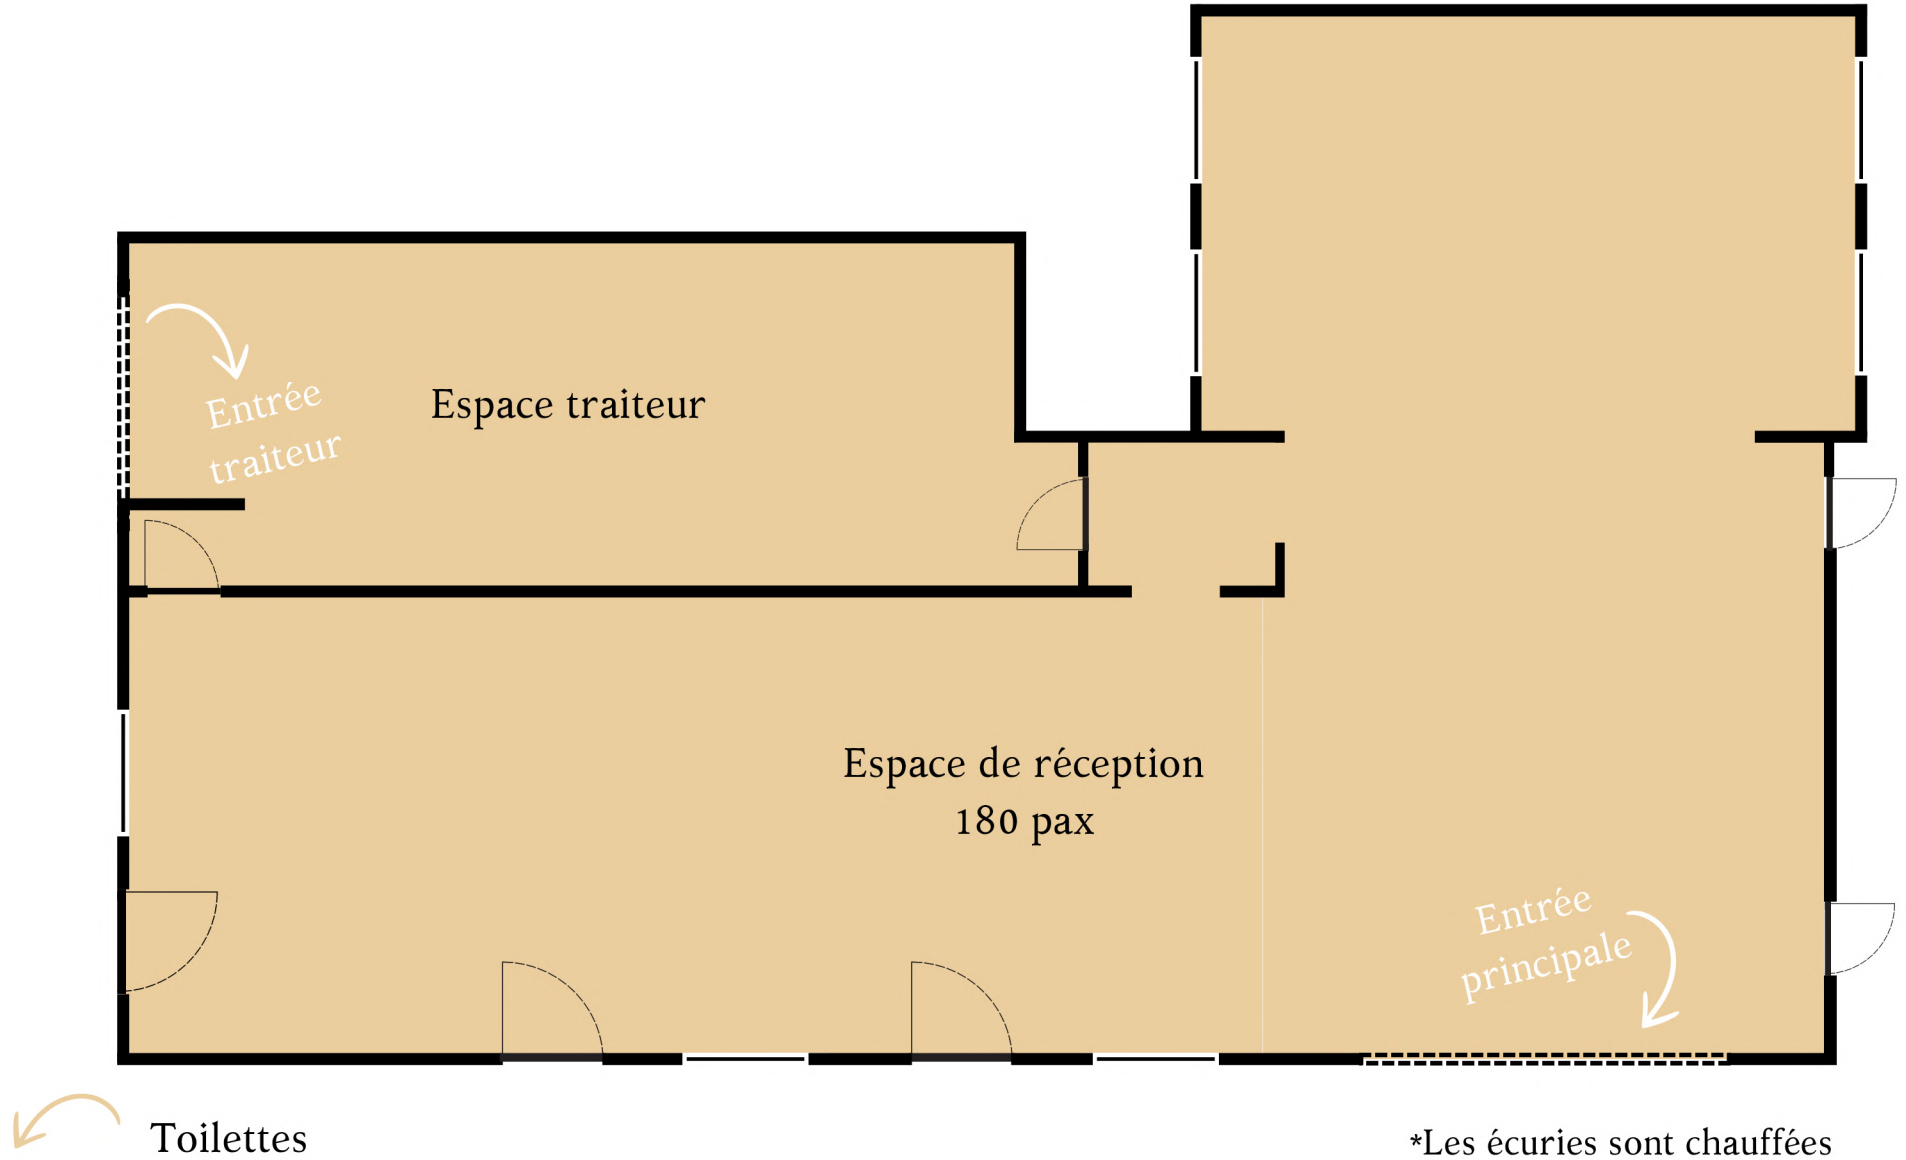 Entrée
traiteur
Espace traiteur
Espace de réception
180 pax
Entrée
principale
Toilettes
*Les écuries sont chauffées